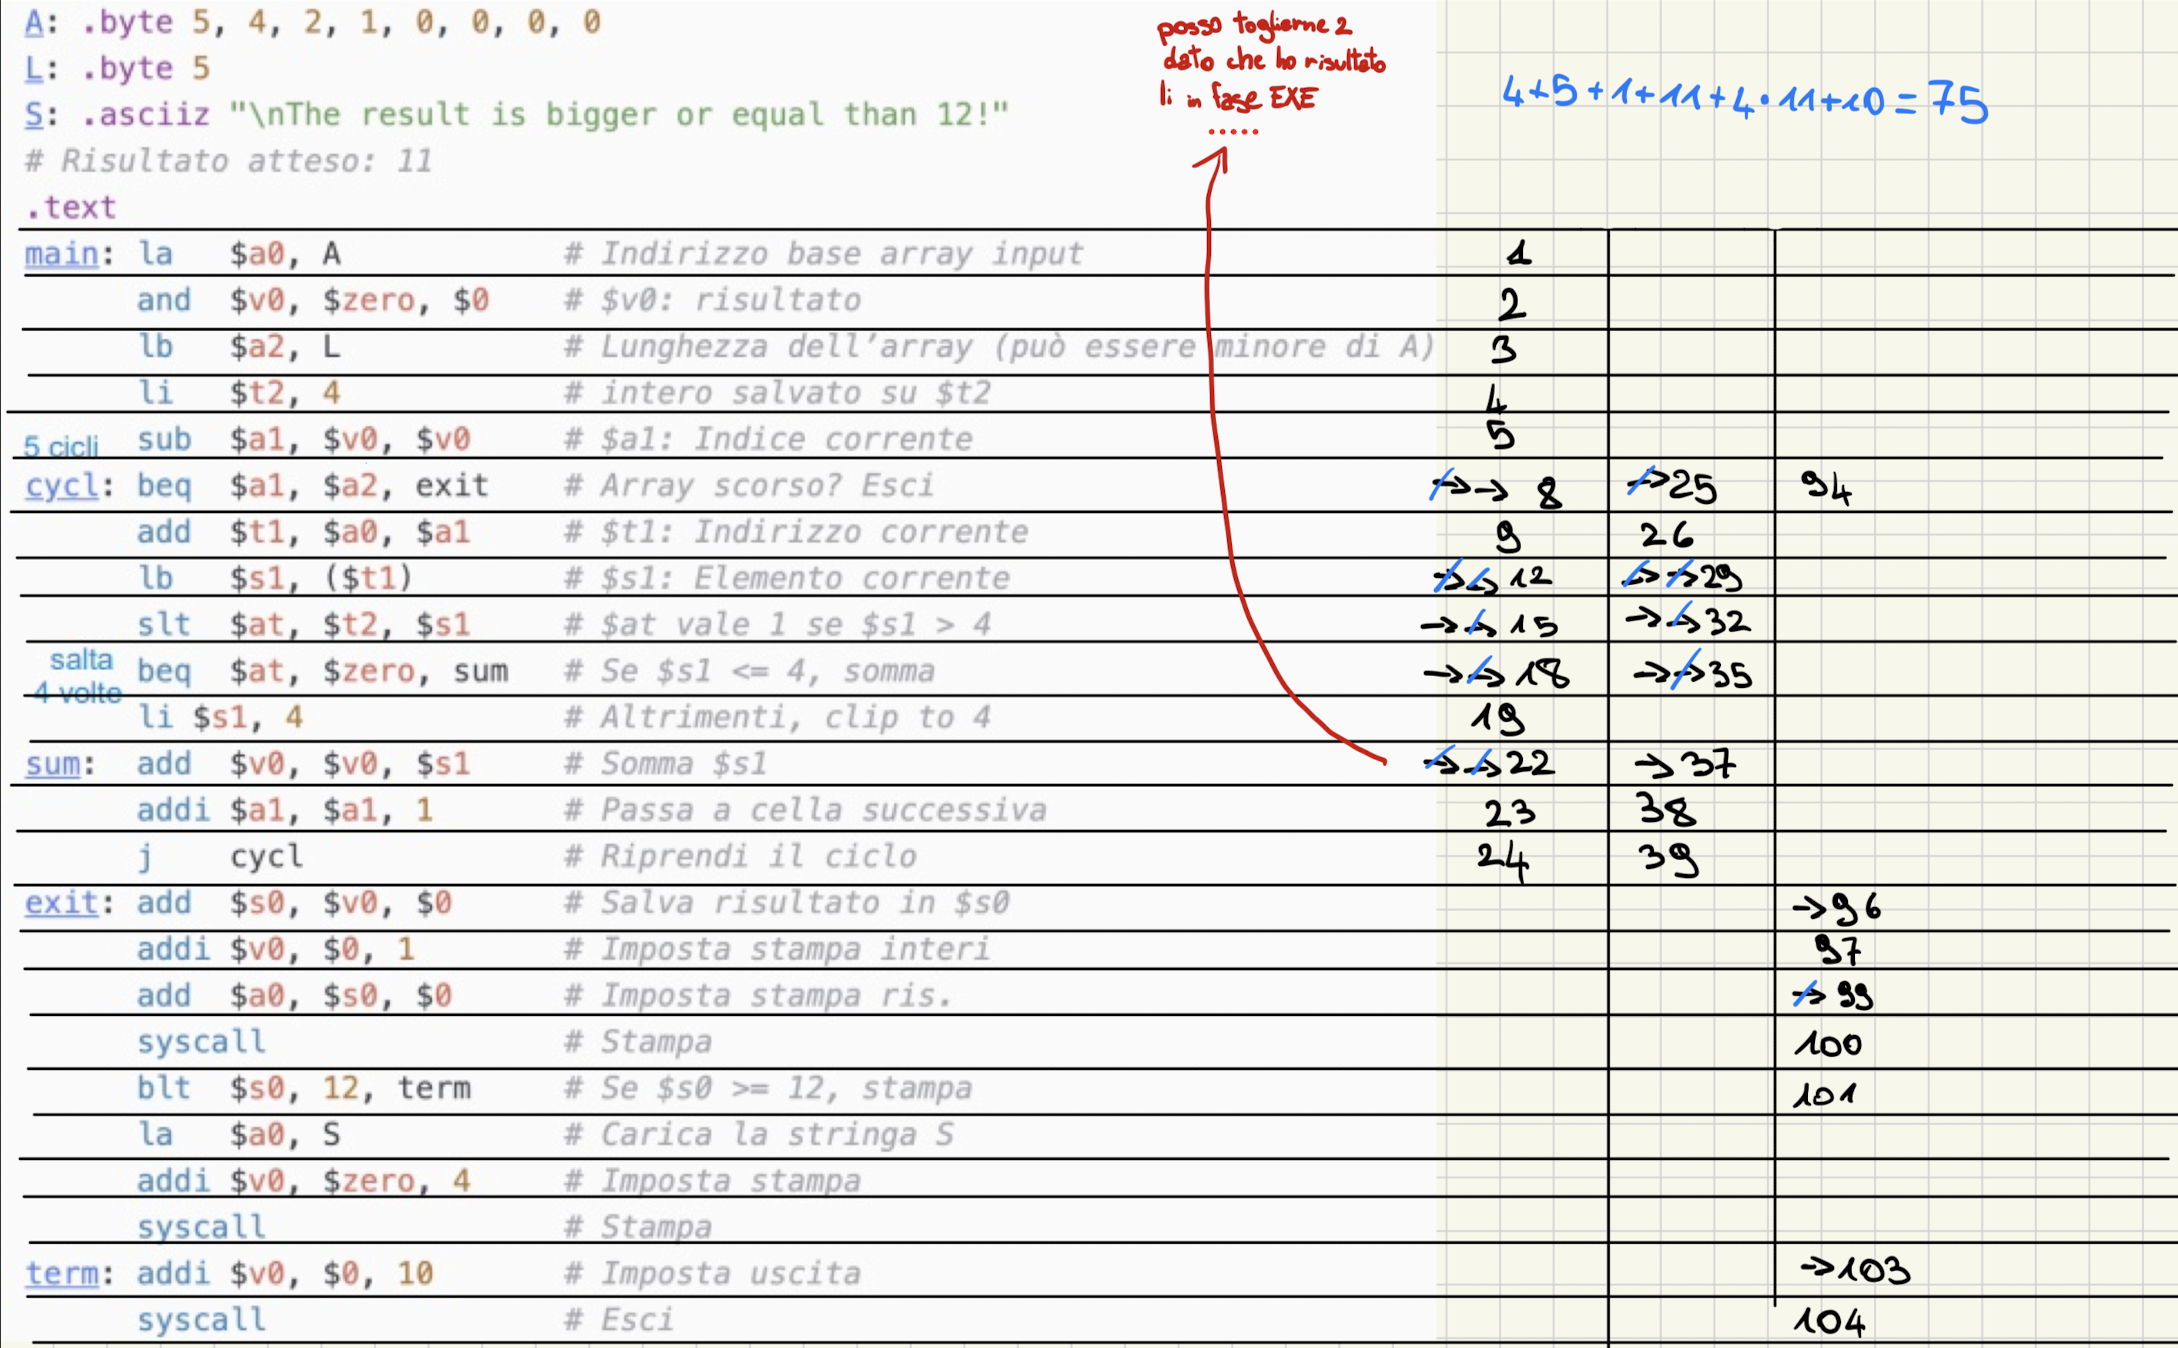 A: .byte 5, 4, 2, 1, 0, 0, 0, 0
L: .byte 5
S: .asciiz "\nThe result is bigger or equal than 12!"
# Risultato atteso: 11
.text
posso toglierne 2
dato che ho risultato
li in fase EXE
4+5+1+11+4·11+10=75
main: la $a0, A # Indirizzo base array input 1
and $v0, $zero, $0 # $v0: risultato 2
lb $a2, L # Lunghezza dell'array (può essere minore di A) 3
li $t2, 4 # intero salvato su $t2 4
5 cicli sub $a1, $v0, $v0 # $a1: Indice corrente 5
cycl: beq $a1, $a2, exit # Array scorso? Esci →→ 8 →25 94
add $t1, $a0, $a1 # $t1: Indirizzo corrente 9 26
lb $s1, ($t1) # $s1: Elemento corrente →→12 →→29
slt $at, $t2, $s1 # $at vale 1 se $s1 > 4 →→15 →→32
salta
4 volte
beq $at, $zero, sum # Se $s1 <= 4, somma →→18 →→35
li $s1, 4 # Altrimenti, clip to 4 19
sum: add $v0, $v0, $s1 # Somma $s1 →→22 →37
addi $a1, $a1, 1 # Passa a cella successiva 23 38
j cycl # Riprendi il ciclo 24 39
exit: add $s0, $v0, $0 # Salva risultato in $s0 →96
addi $v0, $0, 1 # Imposta stampa interi 97
add $a0, $s0, $0 # Imposta stampa ris. →99
syscall # Stampa 100
blt $s0, 12, term # Se $s0 >= 12, stampa 101
la $a0, S # Carica la stringa S
addi $v0, $zero, 4 # Imposta stampa
syscall # Stampa
term: addi $v0, $0, 10 # Imposta uscita →103
syscall # Esci 104